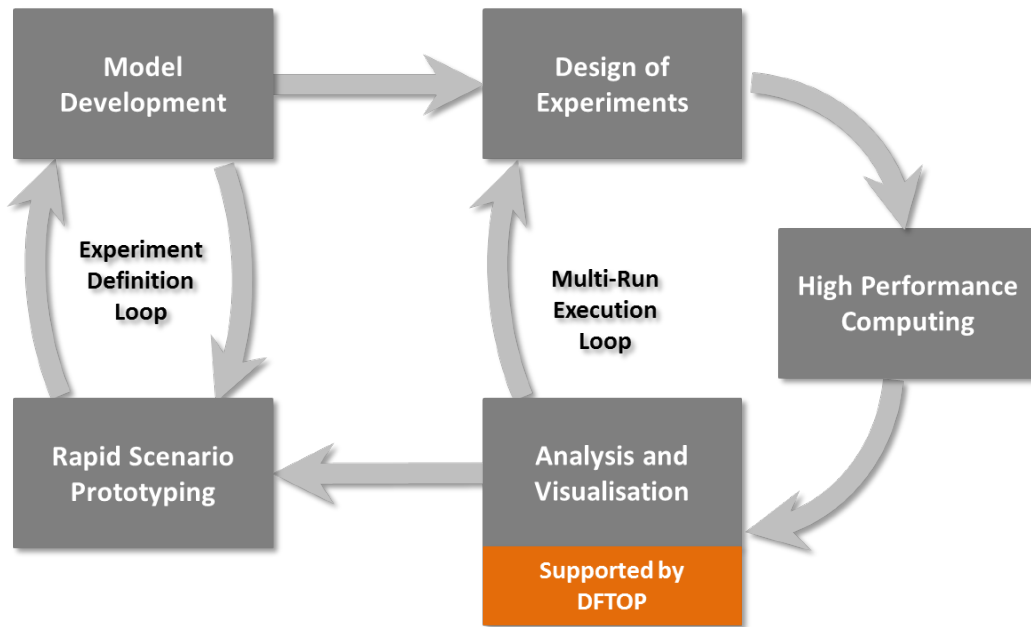 Model
Development
Design of
Experiments
Experiment
Definition
Loop
Multi-Run
Execution
Loop
High Performance
Computing
Rapid Scenario
Prototyping
Analysis and
Visualisation
Supported by
DFTOP